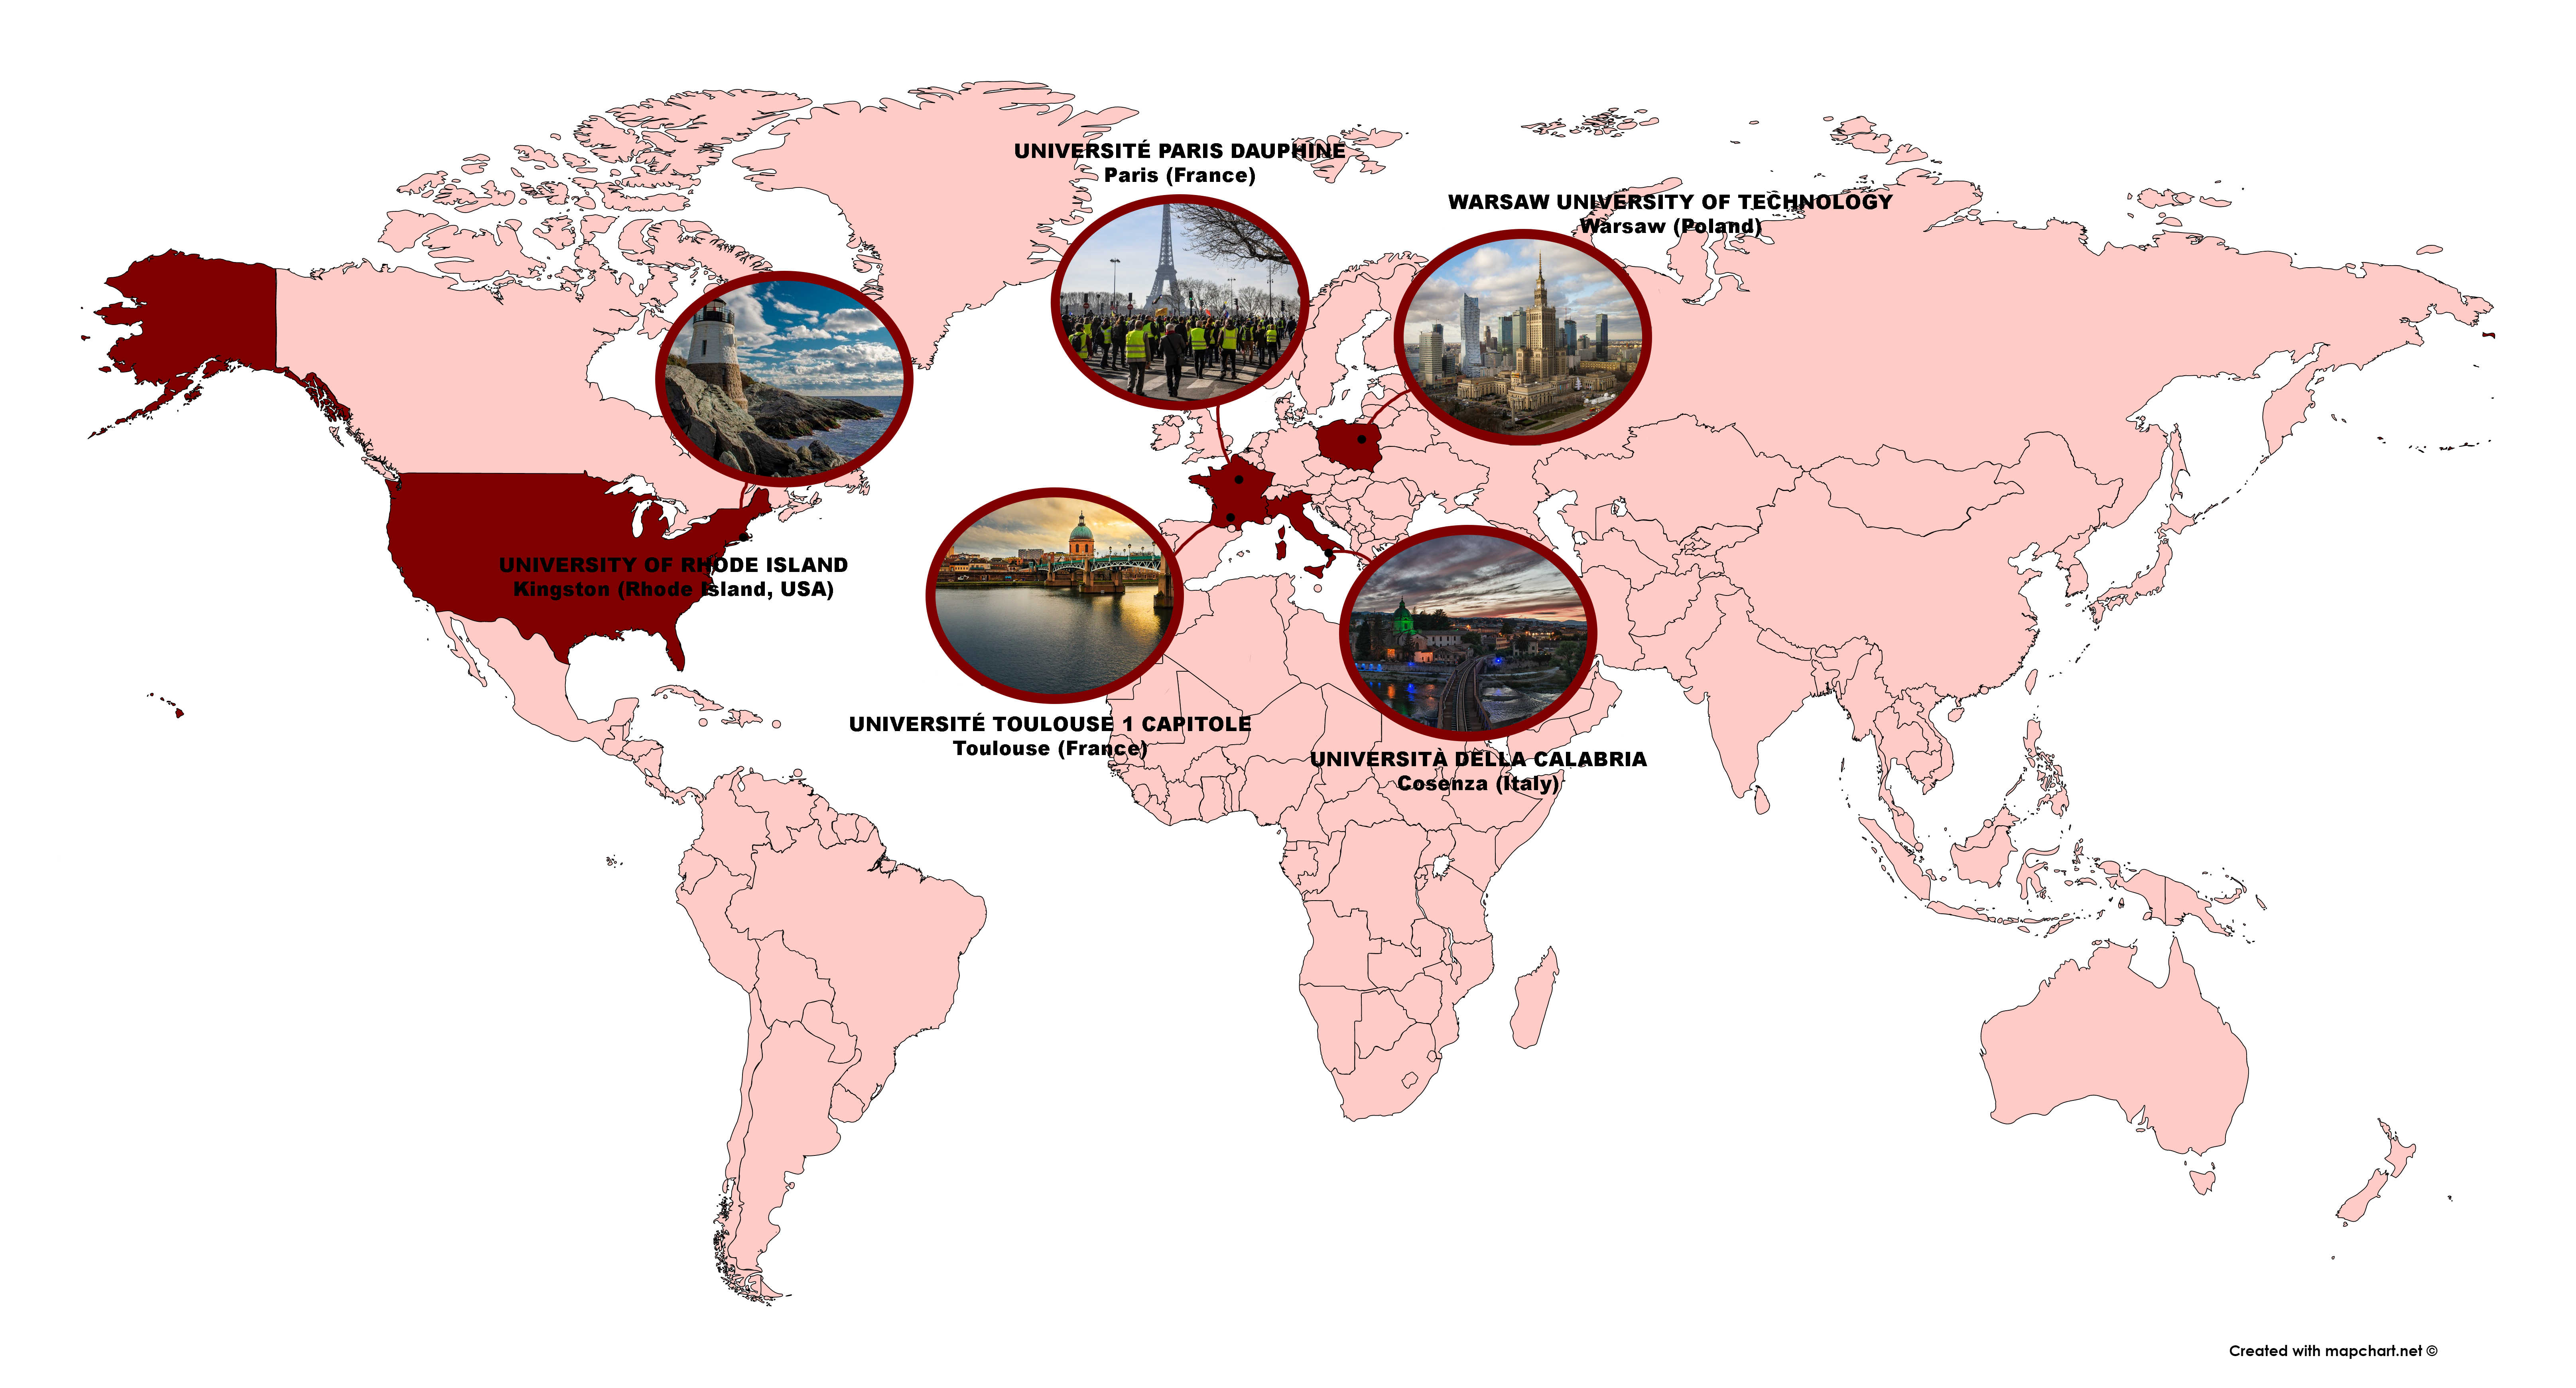 UNIVERSITÉ PARIS DAUPHINE
Paris (France)
WARSAW UNIVERSITY OF TECHNOLOGY
Warsaw (Poland)
UNIVERSITY OF RHODE ISLAND
Kingston (Rhode Island, USA)
UNIVERSITÉ TOULOUSE 1 CAPITOLE
Toulouse (France)
UNIVERSITÀ DELLA CALABRIA
Cosenza (Italy)
Created with mapchart.net ©